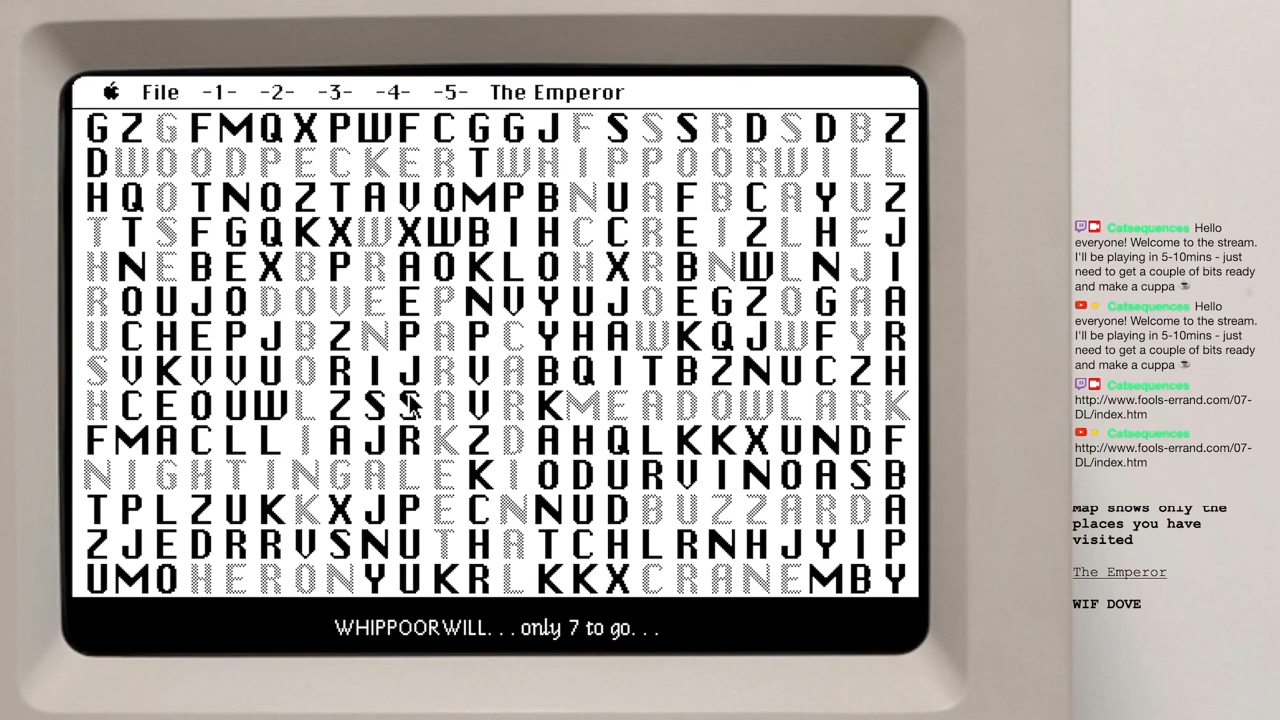 File -1- -2- -3- -4- -5- The Emperor
G Z G F M Q X P W F C G G J F S S S R D S D B Z
D W O O D P E C K E R T W H I P P O O R W I L L
H Q O T N O Z T A V O M P B N U A F B C A Y U Z
T T S F G Q K X W X W B I H C C R E I Z L H E J
H N E B E X B P R A O K L O H X R B N W L N J I
R O U J O D O V E E P N V Y U J O E G Z O G A A
U C H E P J B Z N P A P C Y H A W K Q J W F Y R
S V K V V U O R I J R V A B Q I T B Z N U C Z H
H C E O U W L Z S S A V R K M E A D O W L A R K
F M A C L L I A J R K Z D A H Q L K K X U N D F
N I G H T I N G A L E K I O D U R V I N O A S B
T P L Z U K K X J P E C N N U D B U Z Z A R D A
Z J E D R R V S N U T H A T C H L R N H J Y I P
U M O H E R O N Y U K R L K K X C R A N E M B Y
WHIPPOORWILL. . . only 7 to go. . .
Catsequences Hello
everyone! Welcome to the stream.
I'll be playing in 5-10mins - just
need to get a couple of bits ready
and make a cuppa
Catsequences Hello
everyone! Welcome to the stream.
I'll be playing in 5-10mins - just
need to get a couple of bits ready
and make a cuppa
Catsequences
http://www.fools-errand.com/07-
DL/index.htm
Catsequences
http://www.fools-errand.com/07-
DL/index.htm
Map shows only the
places you have
visited
The Emperor
WIF DOVE